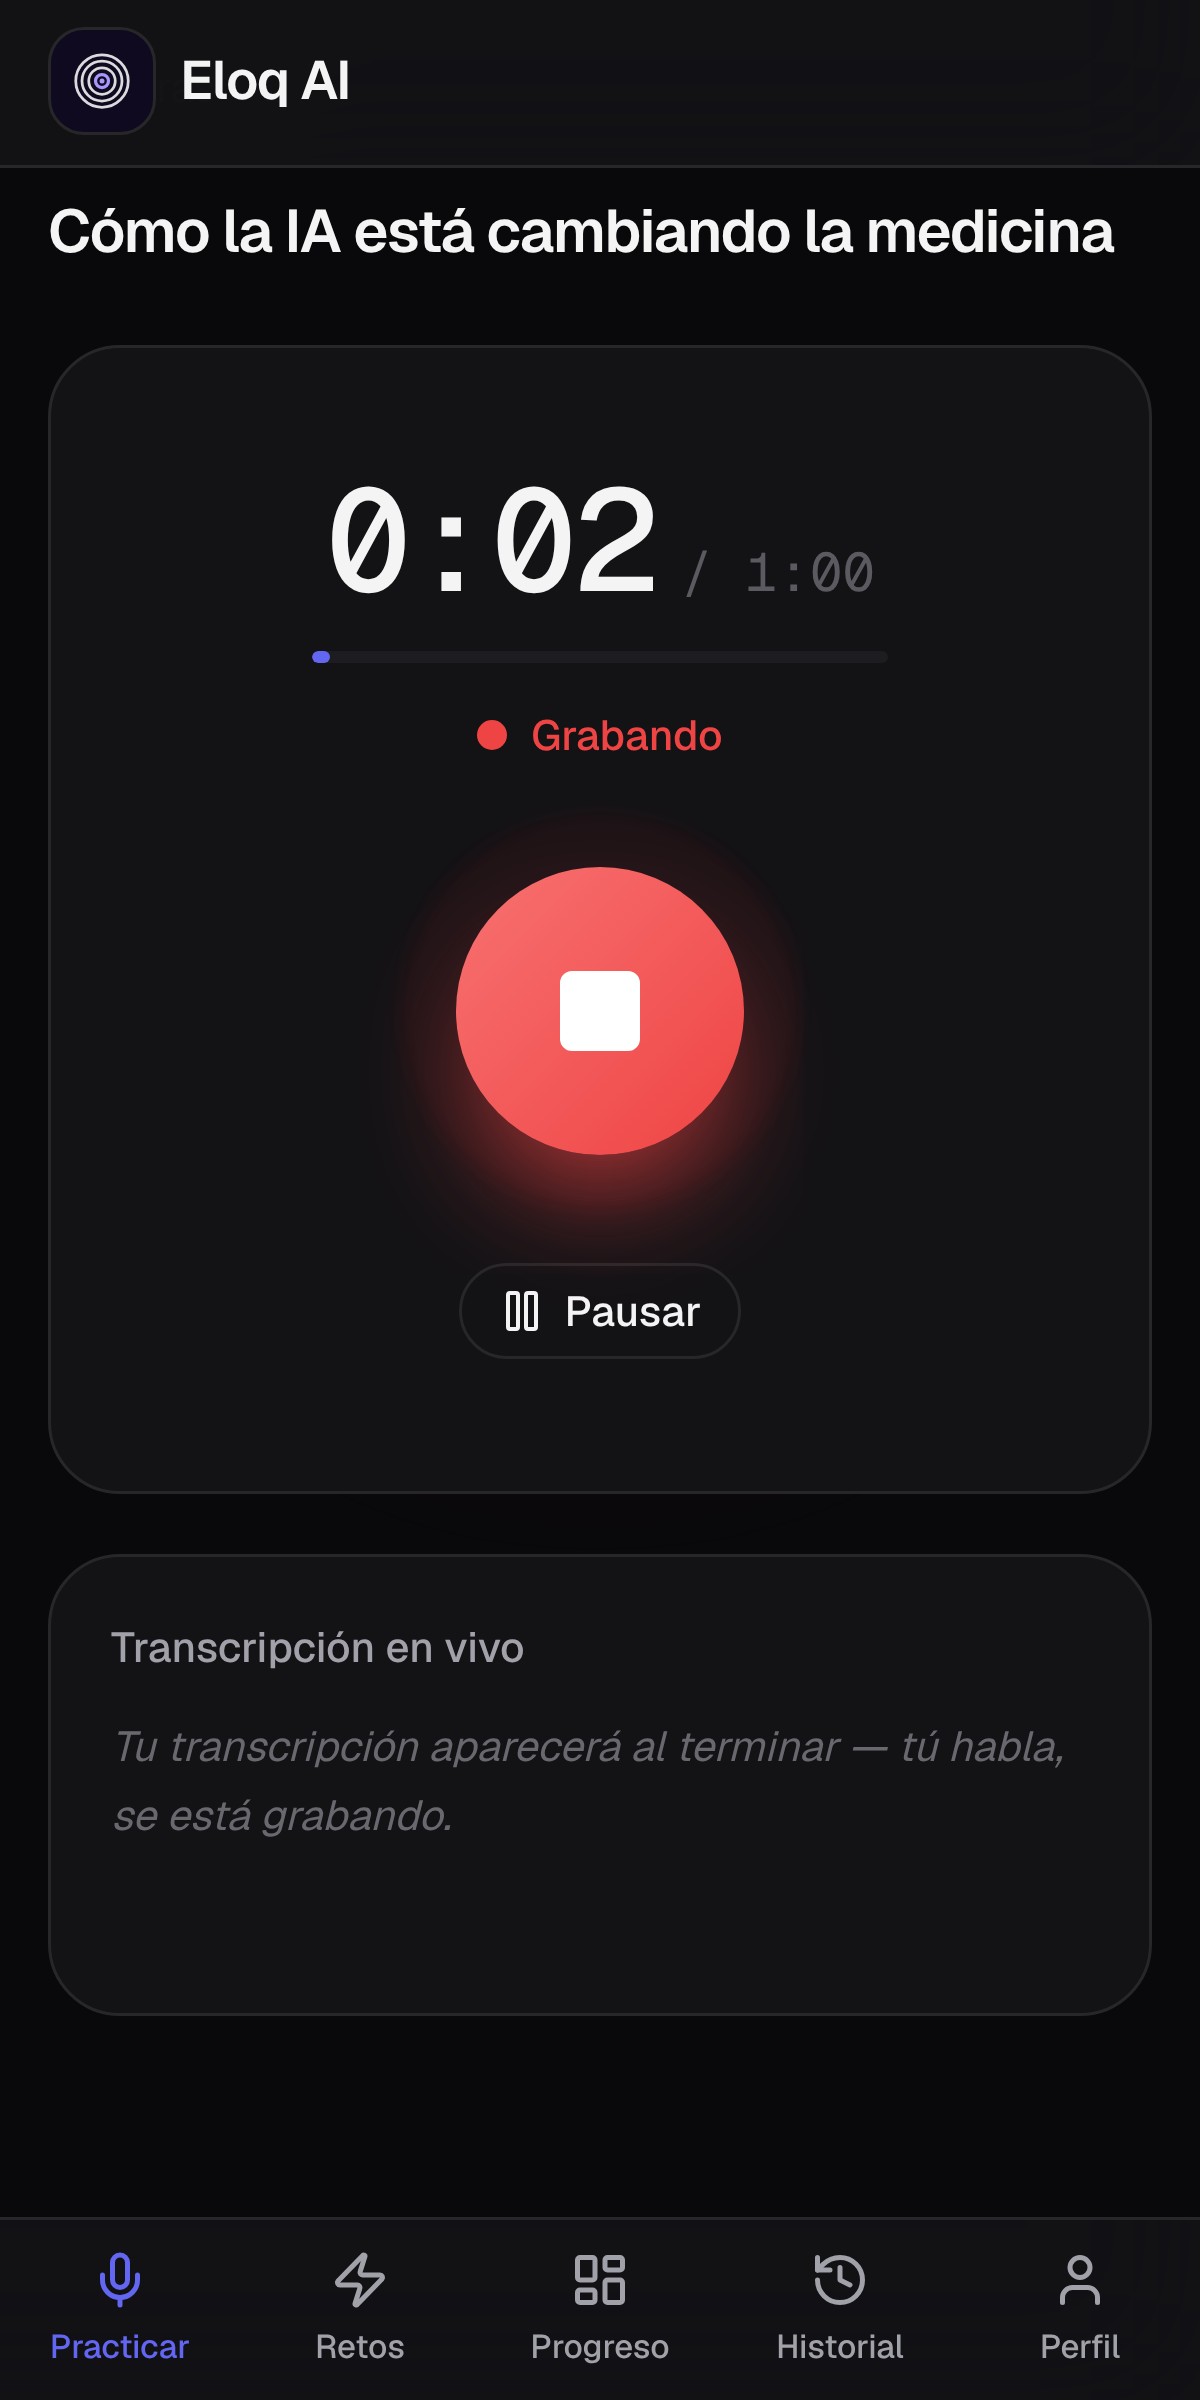 Eloq AI
Cómo la IA está cambiando la medicina
0:02 / 1:00
Grabando
Pausar
Transcripción en vivo
Tu transcripción aparecerá al terminar — tú habla,
se está grabando.
Practicar
Retos
Progreso
Historial
Perfil